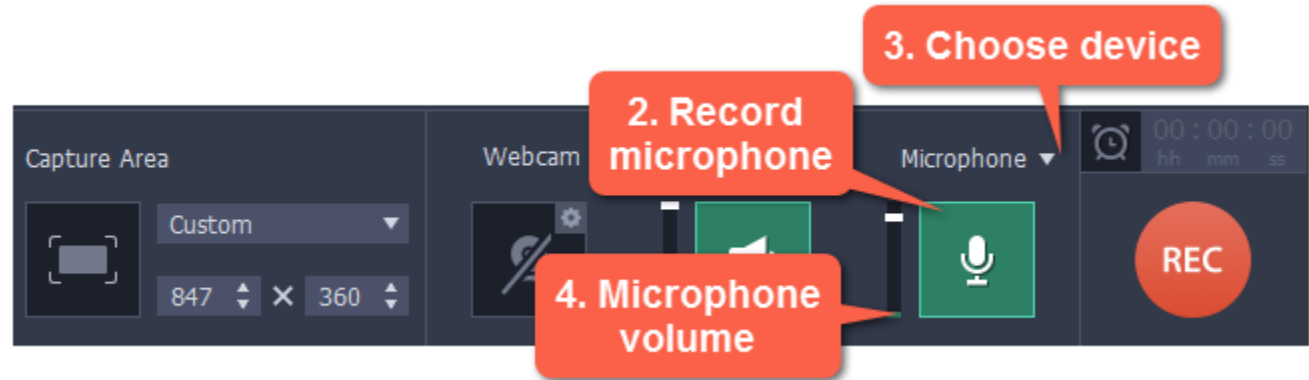 3. Choose device
2. Record
microphone
Capture Area
Webcam
Microphone
00 : 00 : 00
hh mm ss
Custom
847 × 360
REC
4. Microphone
volume